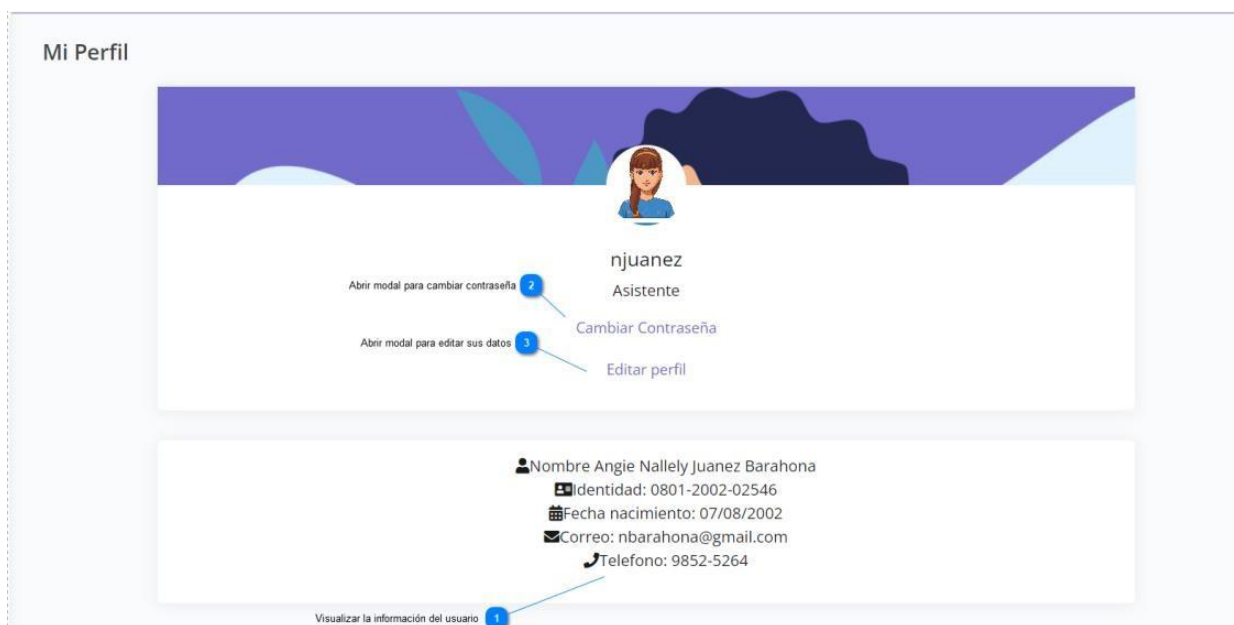 Mi Perfil
njuanez
Abrir modal para cambiar contraseña 2
Asistente
Cambiar Contraseña
Abrir modal para editar sus datos 3
Editar perfil
Nombre Angie Nallely Juanez Barahona
Identidad: 0801-2002-02546
Fecha nacimiento: 07/08/2002
Correo: nbarahona@gmail.com
Telefono: 9852-5264
Visualizar la información del usuario 1